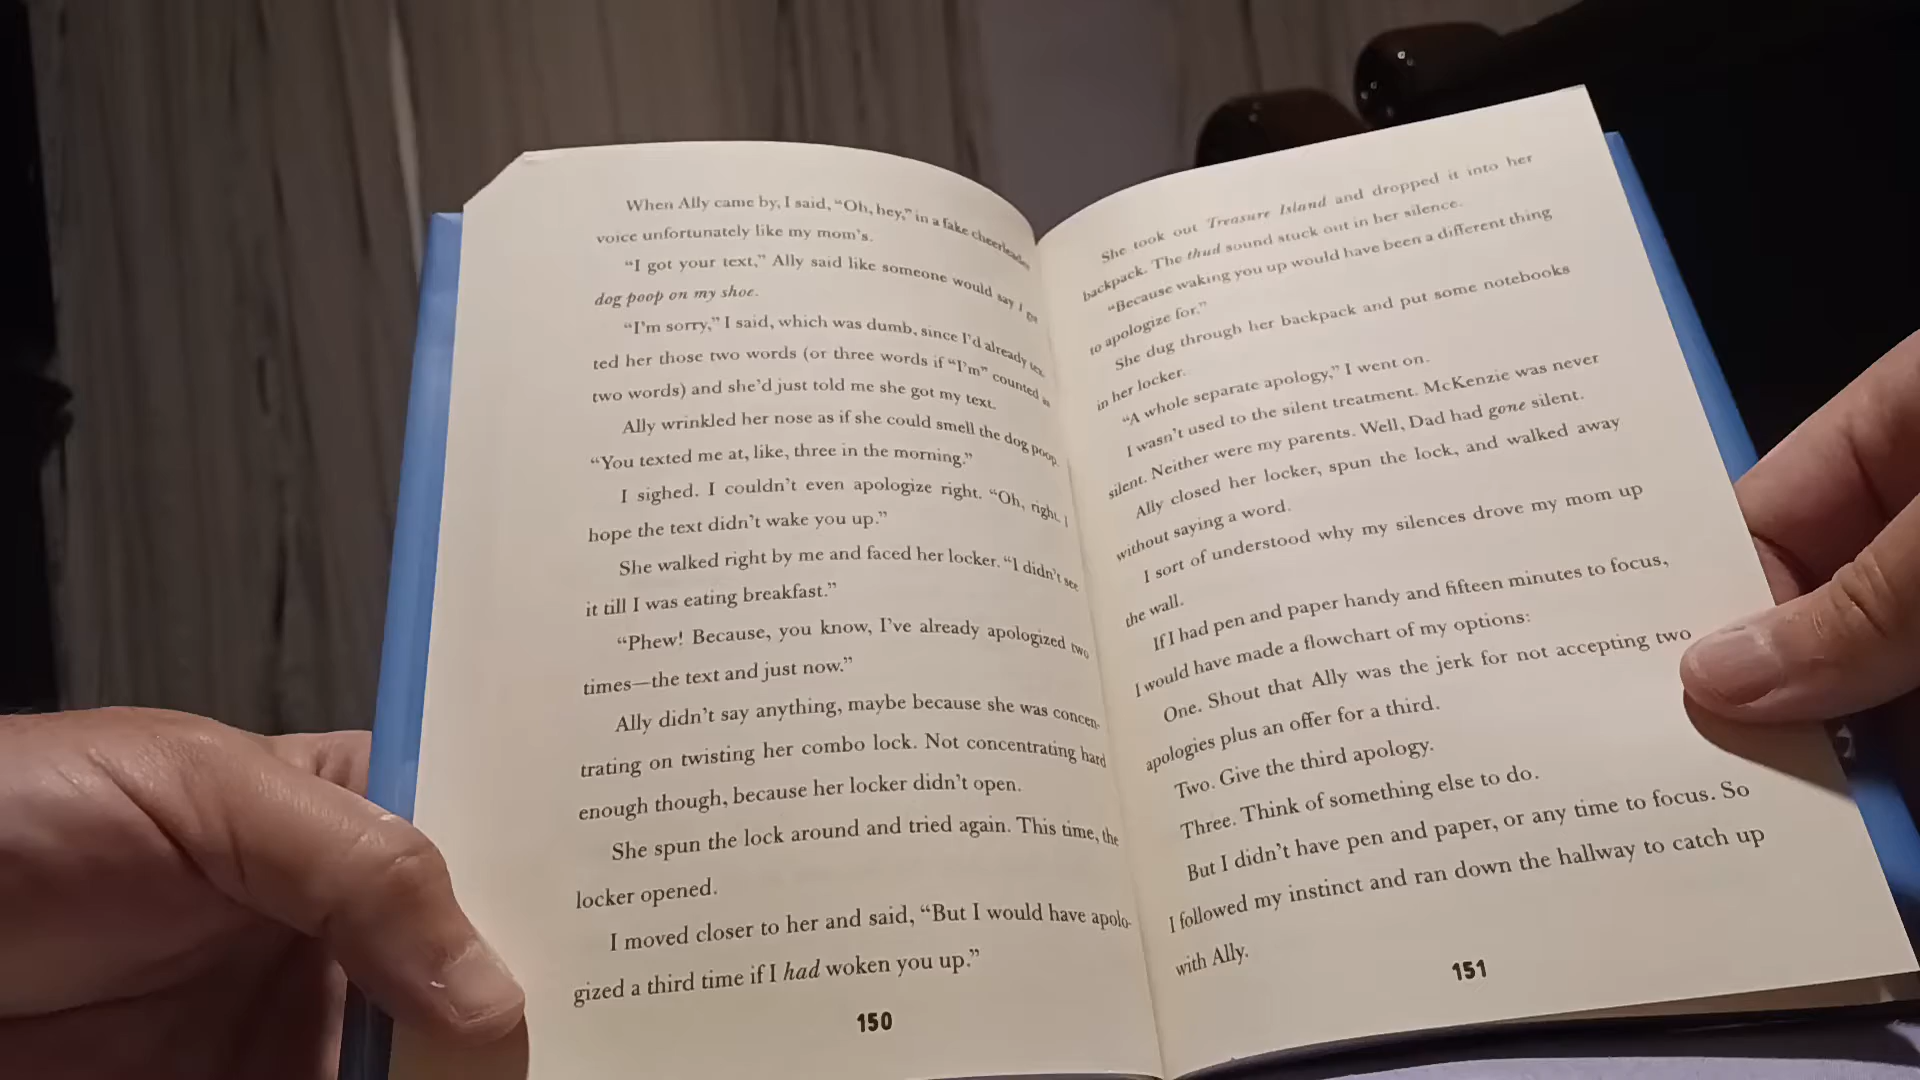 When Ally came by, I said, “Oh, hey,” in a fake cheerleader
voice unfortunately like my mom’s.
“I got your text,” Ally said like someone would say I got
dog poop on my shoe.
“I’m sorry,” I said, which was dumb, since I’d already tex-
ted her those two words (or three words if “I’m” counted as
two words) and she’d just told me she got my text.
Ally wrinkled her nose as if she could smell the dog poop.
“You texted me at, like, three in the morning.”
I sighed. I couldn’t even apologize right. “Oh, right. I
hope the text didn’t wake you up.”
She walked right by me and faced her locker. “I didn’t see
it till I was eating breakfast.”
“Phew! Because, you know, I’ve already apologized two
times—the text and just now.”
Ally didn’t say anything, maybe because she was concen-
trating on twisting her combo lock. Not concentrating hard
enough though, because her locker didn’t open.
She spun the lock around and tried again. This time, the
locker opened.
I moved closer to her and said, “But I would have apolo-
gized a third time if I had woken you up.”
150
She took out Treasure Island and dropped it into her
backpack. The thud sound stuck out in her silence.
“Because waking you up would have been a different thing
to apologize for.”
She dug through her backpack and put some notebooks
in her locker.
“A whole separate apology,” I went on.
I wasn’t used to the silent treatment. McKenzie was never
silent. Neither were my parents. Well, Dad had gone silent.
Ally closed her locker, spun the lock, and walked away
without saying a word.
I sort of understood why my silences drove my mom up
the wall.
If I had pen and paper handy and fifteen minutes to focus,
I would have made a flowchart of my options:
One. Shout that Ally was the jerk for not accepting two
apologies plus an offer for a third.
Two. Give the third apology.
Three. Think of something else to do.
But I didn’t have pen and paper, or any time to focus. So
I followed my instinct and ran down the hallway to catch up
with Ally.
151